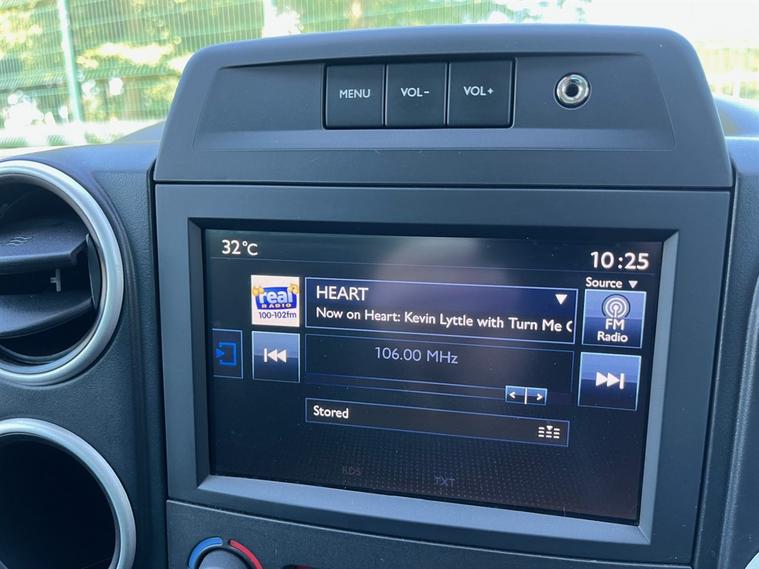 MENU VOL- VOL+
32°C
10:25
Source ▼
real
RADIO
100-102fm
HEART
Now on Heart: Kevin Lyttle with Turn Me
FM
Radio
106.00 MHz
< >
Stored
RDS TXT